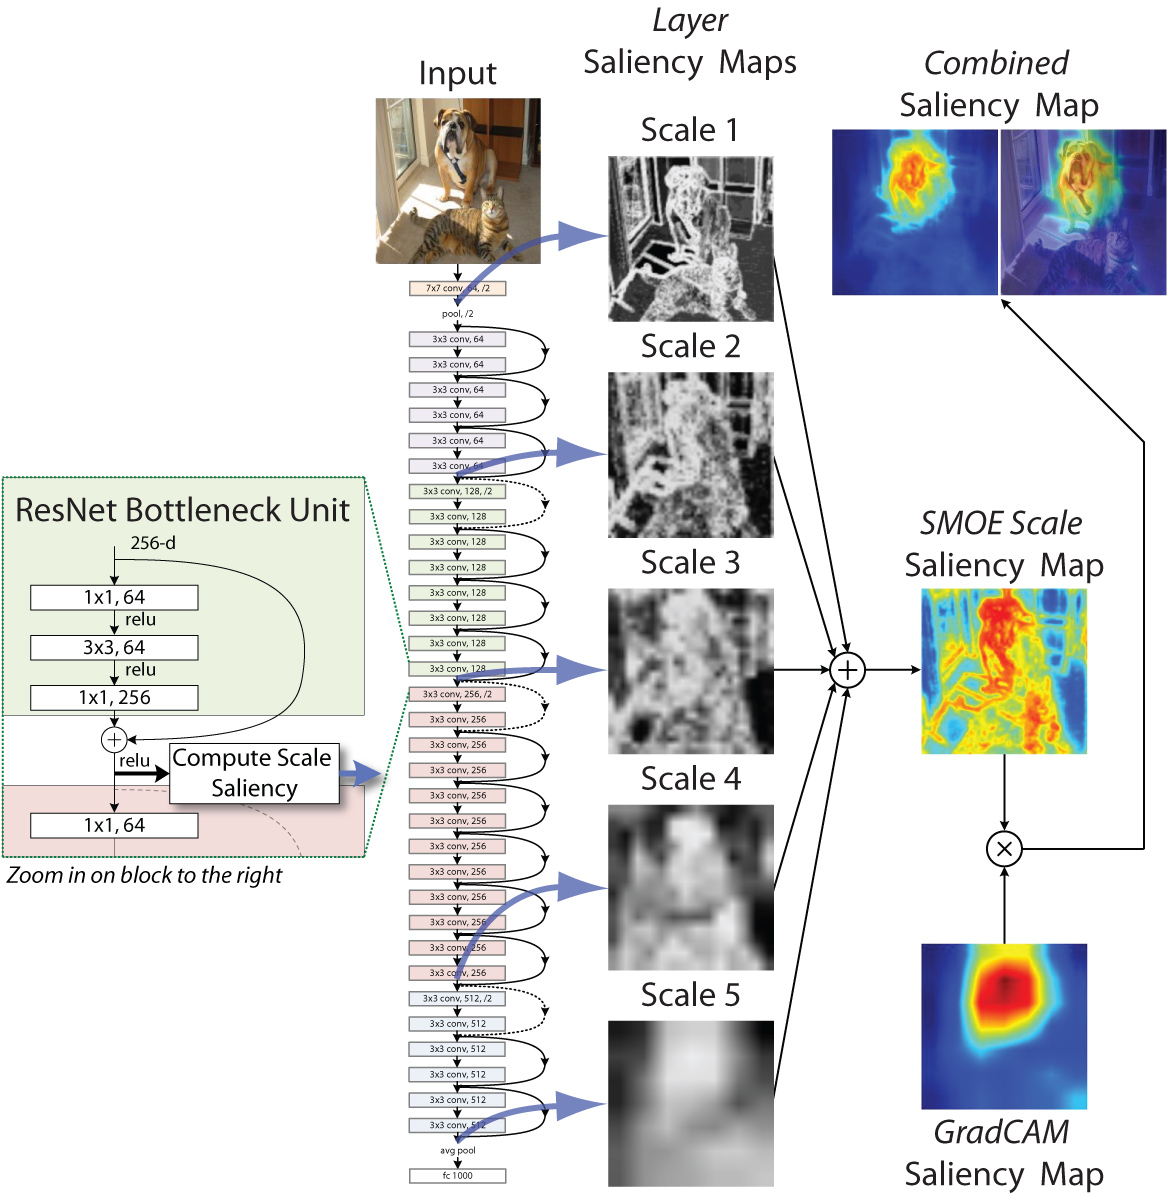 Layer
Saliency Maps
Input
Combined
Saliency Map
Scale 1
7x7 conv, 64, /2
pool, /2
3x3 conv, 64
3x3 conv, 64
3x3 conv, 64
3x3 conv, 64
3x3 conv, 64
3x3 conv, 64
3x3 conv, 128, /2
3x3 conv, 128
3x3 conv, 128
3x3 conv, 128
3x3 conv, 128
3x3 conv, 128
3x3 conv, 128
3x3 conv, 128
3x3 conv, 256, /2
3x3 conv, 256
3x3 conv, 256
3x3 conv, 256
3x3 conv, 256
3x3 conv, 256
3x3 conv, 256
3x3 conv, 256
3x3 conv, 256
3x3 conv, 256
3x3 conv, 256
3x3 conv, 256
3x3 conv, 512, /2
3x3 conv, 512
3x3 conv, 512
3x3 conv, 512
3x3 conv, 512
3x3 conv, 512
avg pool
fc 1000
Scale 2
Scale 3
Scale 4
Scale 5
ResNet Bottleneck Unit
256-d
1x1, 64
relu
3x3, 64
relu
1x1, 256
+
relu
Compute Scale
Saliency
1x1, 64
Zoom in on block to the right
+
SMOE Scale
Saliency Map
×
GradCAM
Saliency Map